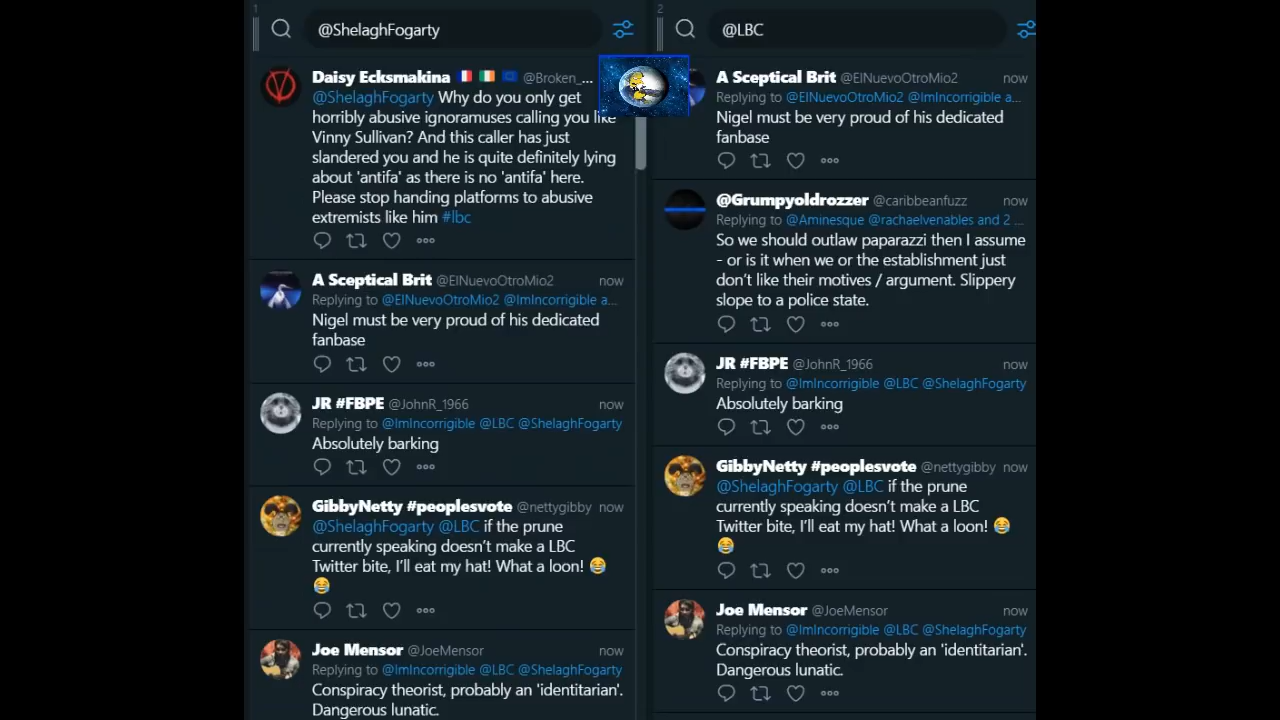 1
@ShelaghFogarty
Daisy Ecksmakina 🇫🇷 🇮🇪 🇪🇺 @Broken_...
@ShelaghFogarty Why do you only get
horribly abusive ignoramuses calling you like
Vinny Sullivan? And this caller has just
slandered you and he is quite definitely lying
about 'antifa' as there is no 'antifa' here.
Please stop handing platforms to abusive
extremists like him #lbc
A Sceptical Brit @ElNuevoOtroMio2 now
Replying to @ElNuevoOtroMio2 @ImIncorrigible a...
Nigel must be very proud of his dedicated
fanbase
JR #FBPE @JohnR_1966 now
Replying to @ImIncorrigible @LBC @ShelaghFogarty
Absolutely barking
GibbyNetty #peoplesvote @nettygibby now
@ShelaghFogarty @LBC if the prune
currently speaking doesn’t make a LBC
Twitter bite, I’ll eat my hat! What a loon! 😂
😂
Joe Mensor @JoeMensor now
Replying to @ImIncorrigible @LBC @ShelaghFogarty
Conspiracy theorist, probably an 'identitarian'.
Dangerous lunatic.
2
@LBC
A Sceptical Brit @ElNuevoOtroMio2 now
Replying to @ElNuevoOtroMio2 @ImIncorrigible a...
Nigel must be very proud of his dedicated
fanbase
@Grumpyoldrozzer @caribbeanfuzz now
Replying to @Aminesque @rachaelvenables and 2 ...
So we should outlaw paparazzi then I assume
- or is it when we or the establishment just
don’t like their motives / argument. Slippery
slope to a police state.
JR #FBPE @JohnR_1966 now
Replying to @ImIncorrigible @LBC @ShelaghFogarty
Absolutely barking
GibbyNetty #peoplesvote @nettygibby now
@ShelaghFogarty @LBC if the prune
currently speaking doesn’t make a LBC
Twitter bite, I’ll eat my hat! What a loon! 😂
😂
Joe Mensor @JoeMensor now
Replying to @ImIncorrigible @LBC @ShelaghFogarty
Conspiracy theorist, probably an 'identitarian'.
Dangerous lunatic.